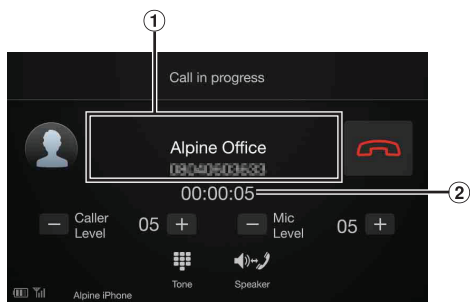 ①
Call in progress
Alpine Office
00:00:05
②
Caller Level 05
Mic Level 05
Tone
Speaker
Alpine iPhone